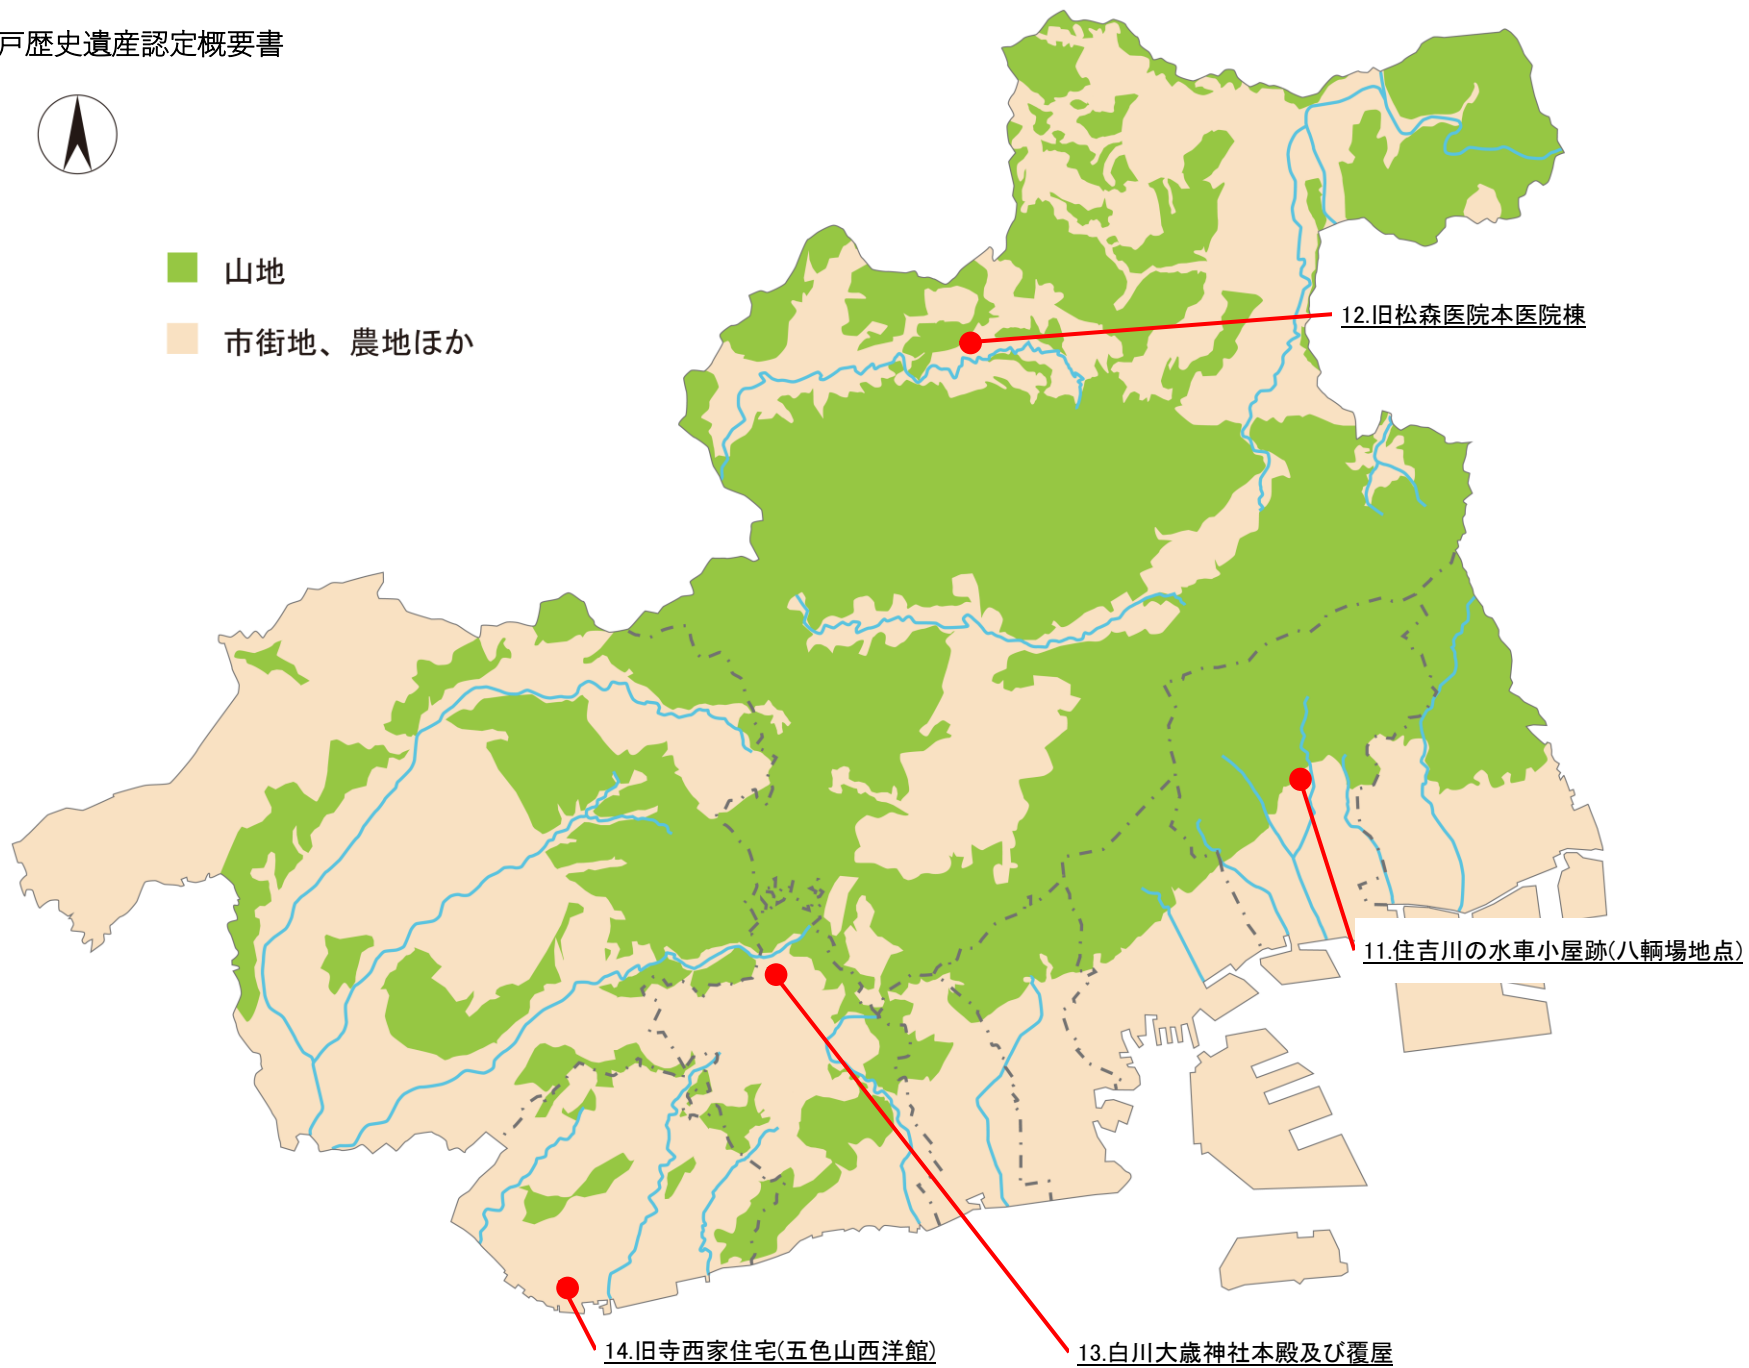 戸歴史遺産認定概要書
山地
市街地、農地ほか
12.旧松森医院本医院棟
11.住吉川の水車小屋跡(八輌場地点)
14.旧寺西家住宅(五色山西洋館)
13.白川大歳神社本殿及び覆屋